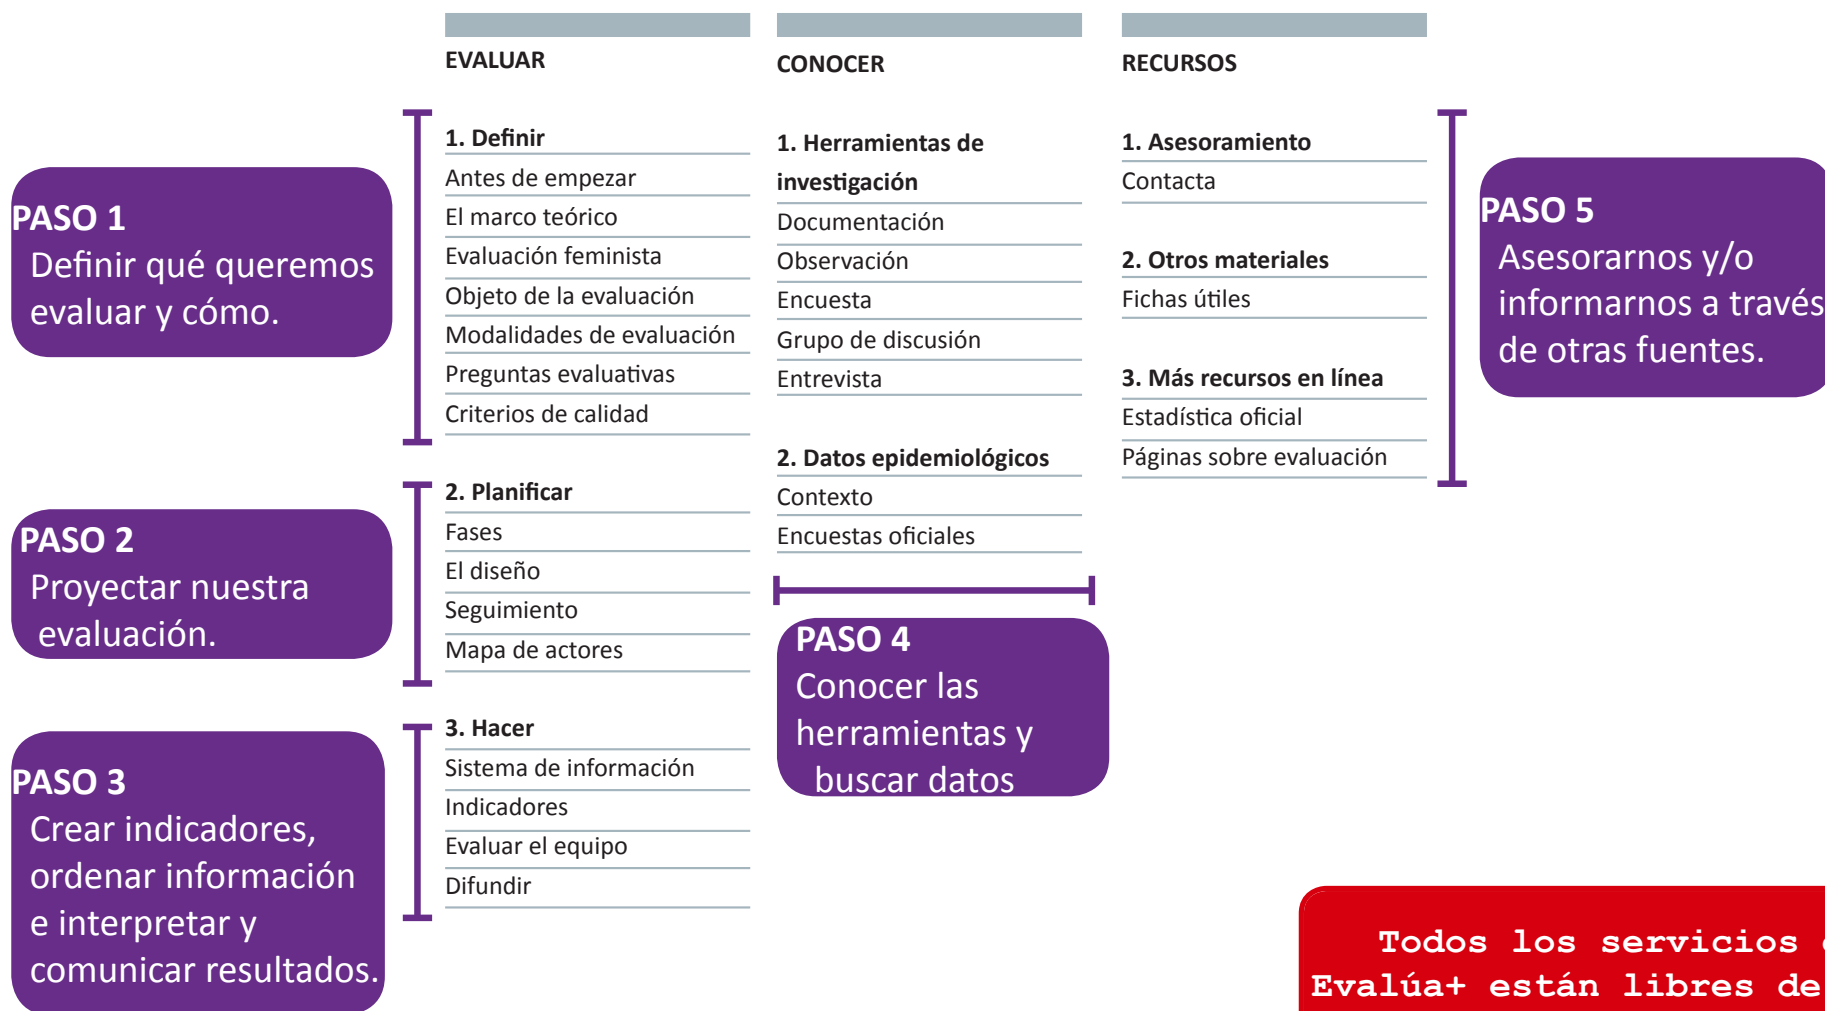 EVALUAR
CONOCER
RECURSOS
PASO 1
Definir qué queremos
evaluar y cómo.
1. Definir
Antes de empezar
El marco teórico
Evaluación feminista
Objeto de la evaluación
Modalidades de evaluación
Preguntas evaluativas
Criterios de calidad
PASO 2
Proyectar nuestra
evaluación.
2. Planificar
Fases
El diseño
Seguimiento
Mapa de actores
PASO 3
Crear indicadores,
ordenar información
e interpretar y
comunicar resultados.
3. Hacer
Sistema de información
Indicadores
Evaluar el equipo
Difundir
1. Herramientas de
investigación
Documentación
Observación
Encuesta
Grupo de discusión
Entrevista
2. Datos epidemiológicos
Contexto
Encuestas oficiales
PASO 4
Conocer las
herramientas y
buscar datos
1. Asesoramiento
Contacta
2. Otros materiales
Fichas útiles
3. Más recursos en línea
Estadística oficial
Páginas sobre evaluación
PASO 5
Asesorarnos y/o
informarnos a través
de otras fuentes.
Todos los servicios
Evalúa+ están libres de